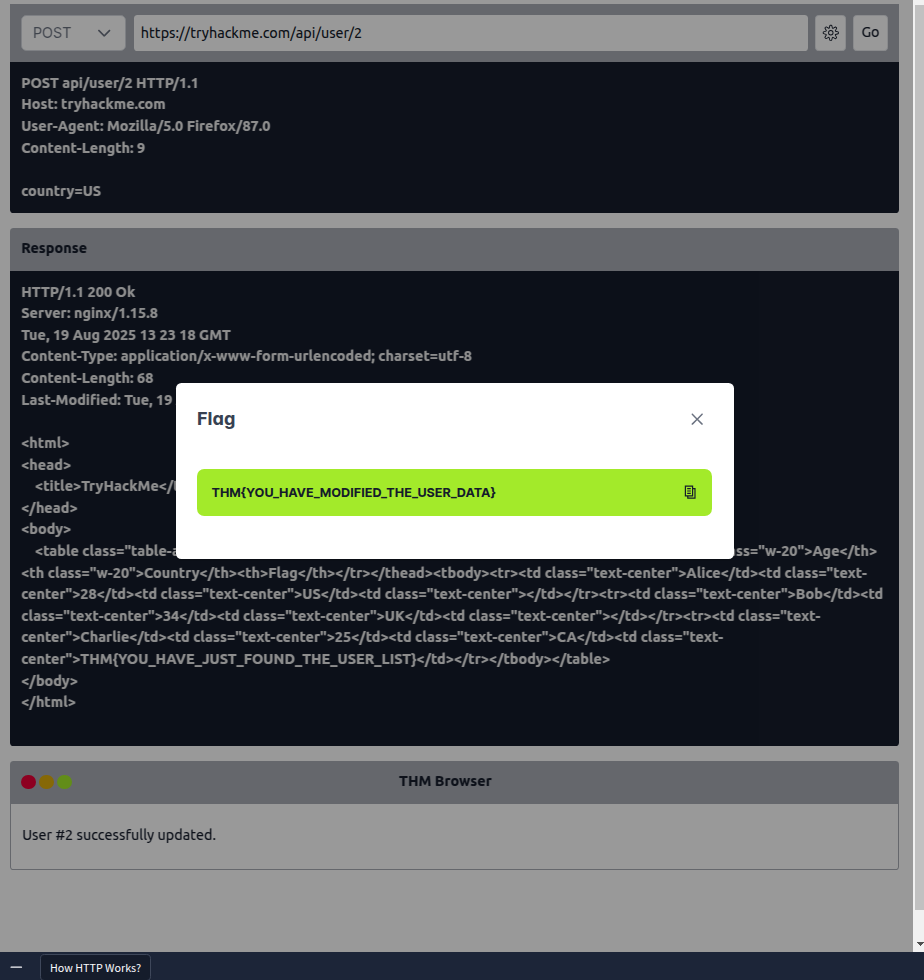 POST
https://tryhackme.com/api/user/2
Go
POST api/user/2 HTTP/1.1
Host: tryhackme.com
User-Agent: Mozilla/5.0 Firefox/87.0
Content-Length: 9
country=US
Response
HTTP/1.1 200 Ok
Server: nginx/1.15.8
Tue, 19 Aug 2025 13 23 18 GMT
Content-Type: application/x-www-form-urlencoded; charset=utf-8
Content-Length: 68
Last-Modified: Tue, 19
Flag
THM{YOU_HAVE_MODIFIED_THE_USER_DATA}
<html>
<head>
<title>TryHackMe</
</head>
<body>
<table class="table- ss="w-20">Age</th>
<th class="w-20">Country</th><th>Flag</th></tr></thead><tbody><tr><td class="text-center">Alice</td><td class="text-
center">28</td><td class="text-center">US</td><td class="text-center"></td></tr><tr><td class="text-center">Bob</td><td
class="text-center">34</td><td class="text-center">UK</td><td class="text-center"></td></tr><tr><td class="text-
center">Charlie</td><td class="text-center">25</td><td class="text-center">CA</td><td class="text-
center">THM{YOU_HAVE_JUST_FOUND_THE_USER_LIST}</td></tr></tbody></table>
</body>
</html>
THM Browser
User #2 successfully updated.
How HTTP Works?